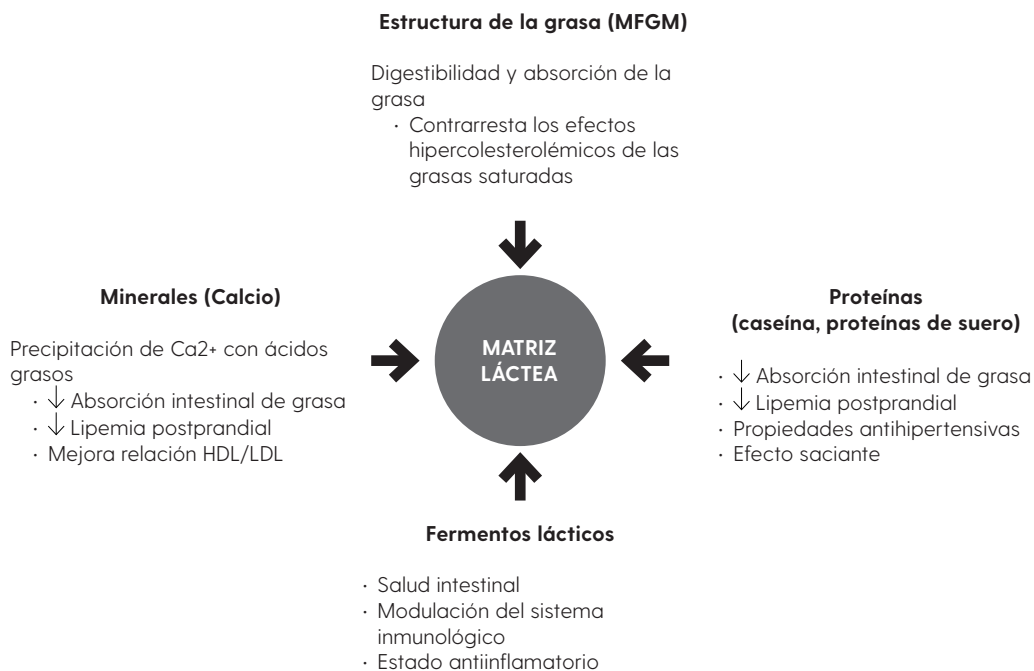 Estructura de la grasa (MFGM)
Digestibilidad y absorción de la
grasa
· Contrarresta los efectos
hipercolesterolémicos de las
grasas saturadas
Minerales (Calcio)
Precipitación de Ca2+ con ácidos
grasos
· ↓ Absorción intestinal de grasa
· ↓ Lipemia postprandial
· Mejora relación HDL/LDL
MATRIZ
LÁCTEA
Proteínas
(caseína, proteínas de suero)
· ↓ Absorción intestinal de grasa
· ↓ Lipemia postprandial
· Propiedades antihipertensivas
· Efecto saciante
Fermentos lácticos
· Salud intestinal
· Modulación del sistema
inmunológico
· Estado antiinflamatorio